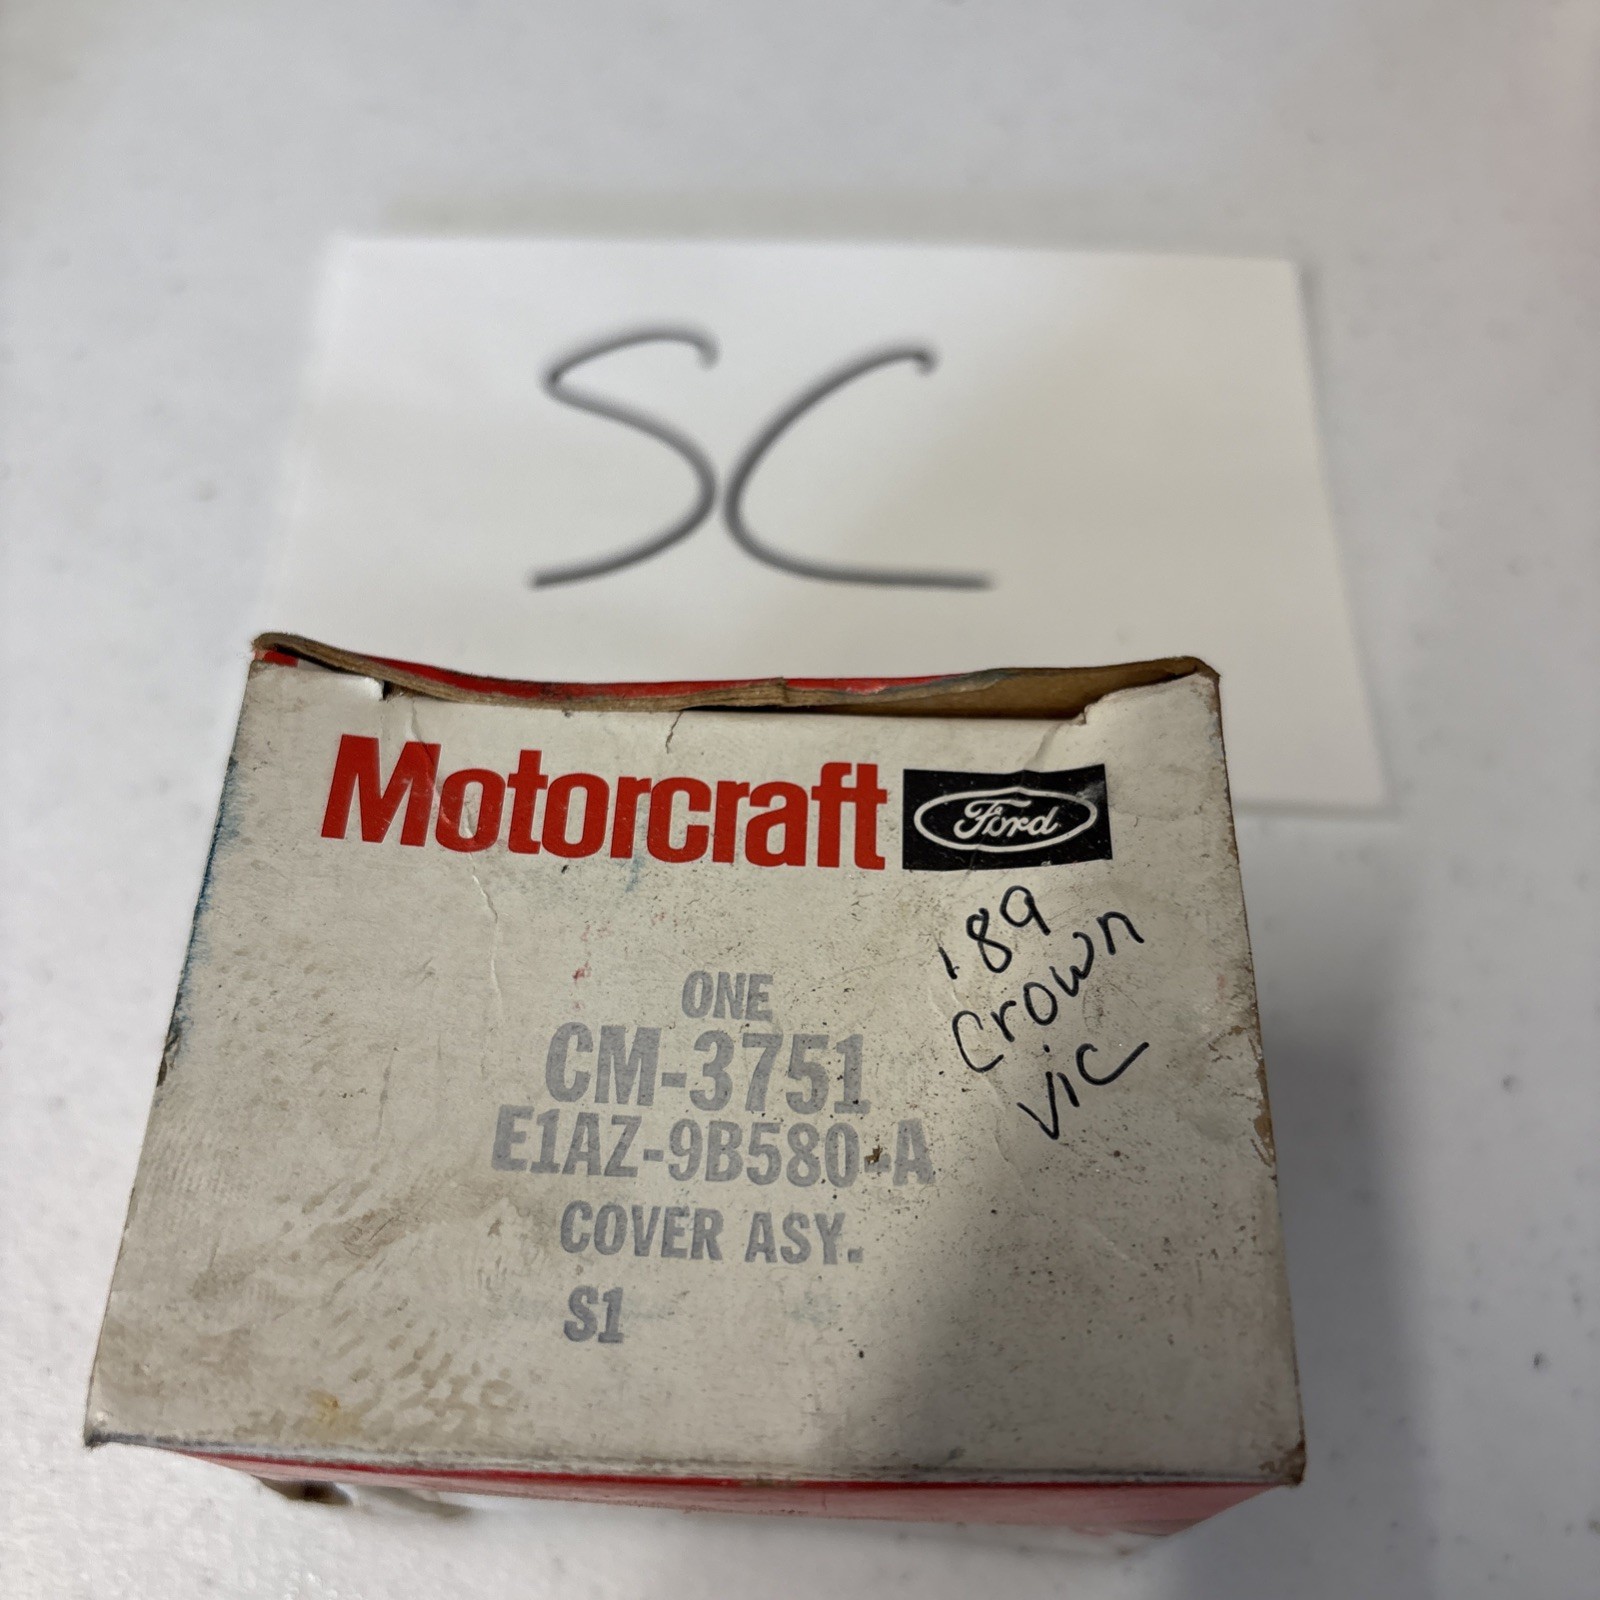 SC
Motorcraft Ford
'89
Crown
Vic
ONE
CM-3751
E1AZ-9B580-A
COVER ASY.
S1